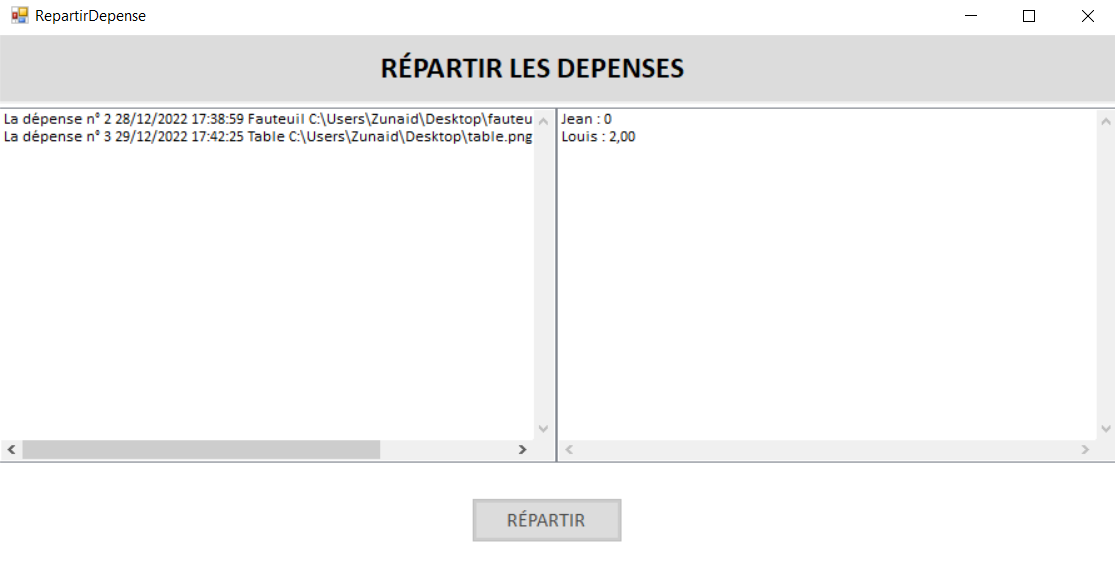 RepartirDepense
RÉPARTIR LES DEPENSES
La dépense n° 2 28/12/2022 17:38:59 Fauteuil C:\Users\Zunaid\Desktop\fauteu
La dépense n° 3 29/12/2022 17:42:25 Table C:\Users\Zunaid\Desktop\table.png
Jean : 0
Louis : 2,00
RÉPARTIR